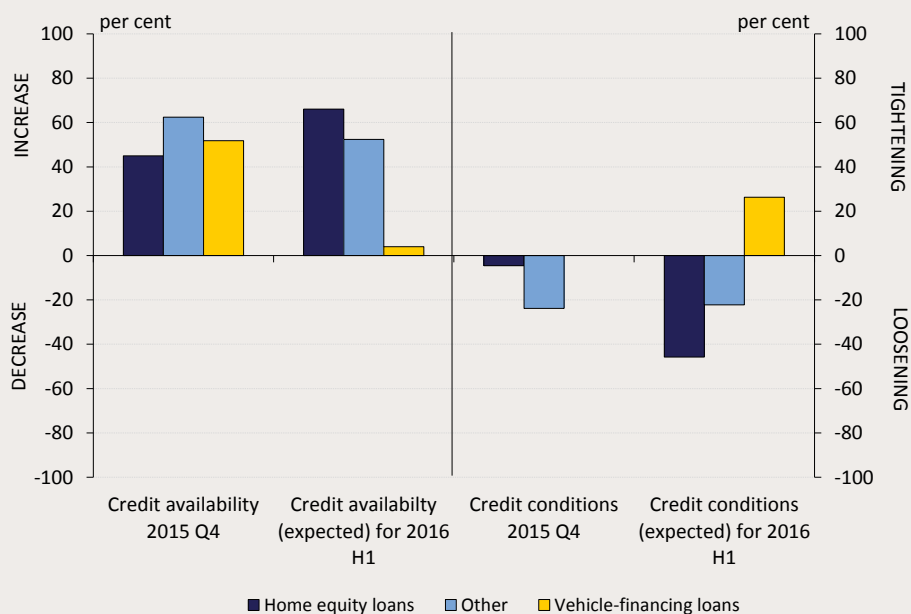 per cent
per cent
100
80
60
40
20
0
-20
-40
-60
-80
-100
INCREASE
DECREASE
100
80
60
40
20
0
-20
-40
-60
-80
-100
TIGHTENING
LOOSENING
Credit availability
2015 Q4
Credit availabilty
(expected) for 2016
H1
Credit conditions
2015 Q4
Credit conditions
(expected) for 2016
H1
Home equity loans
Other
Vehicle-financing loans